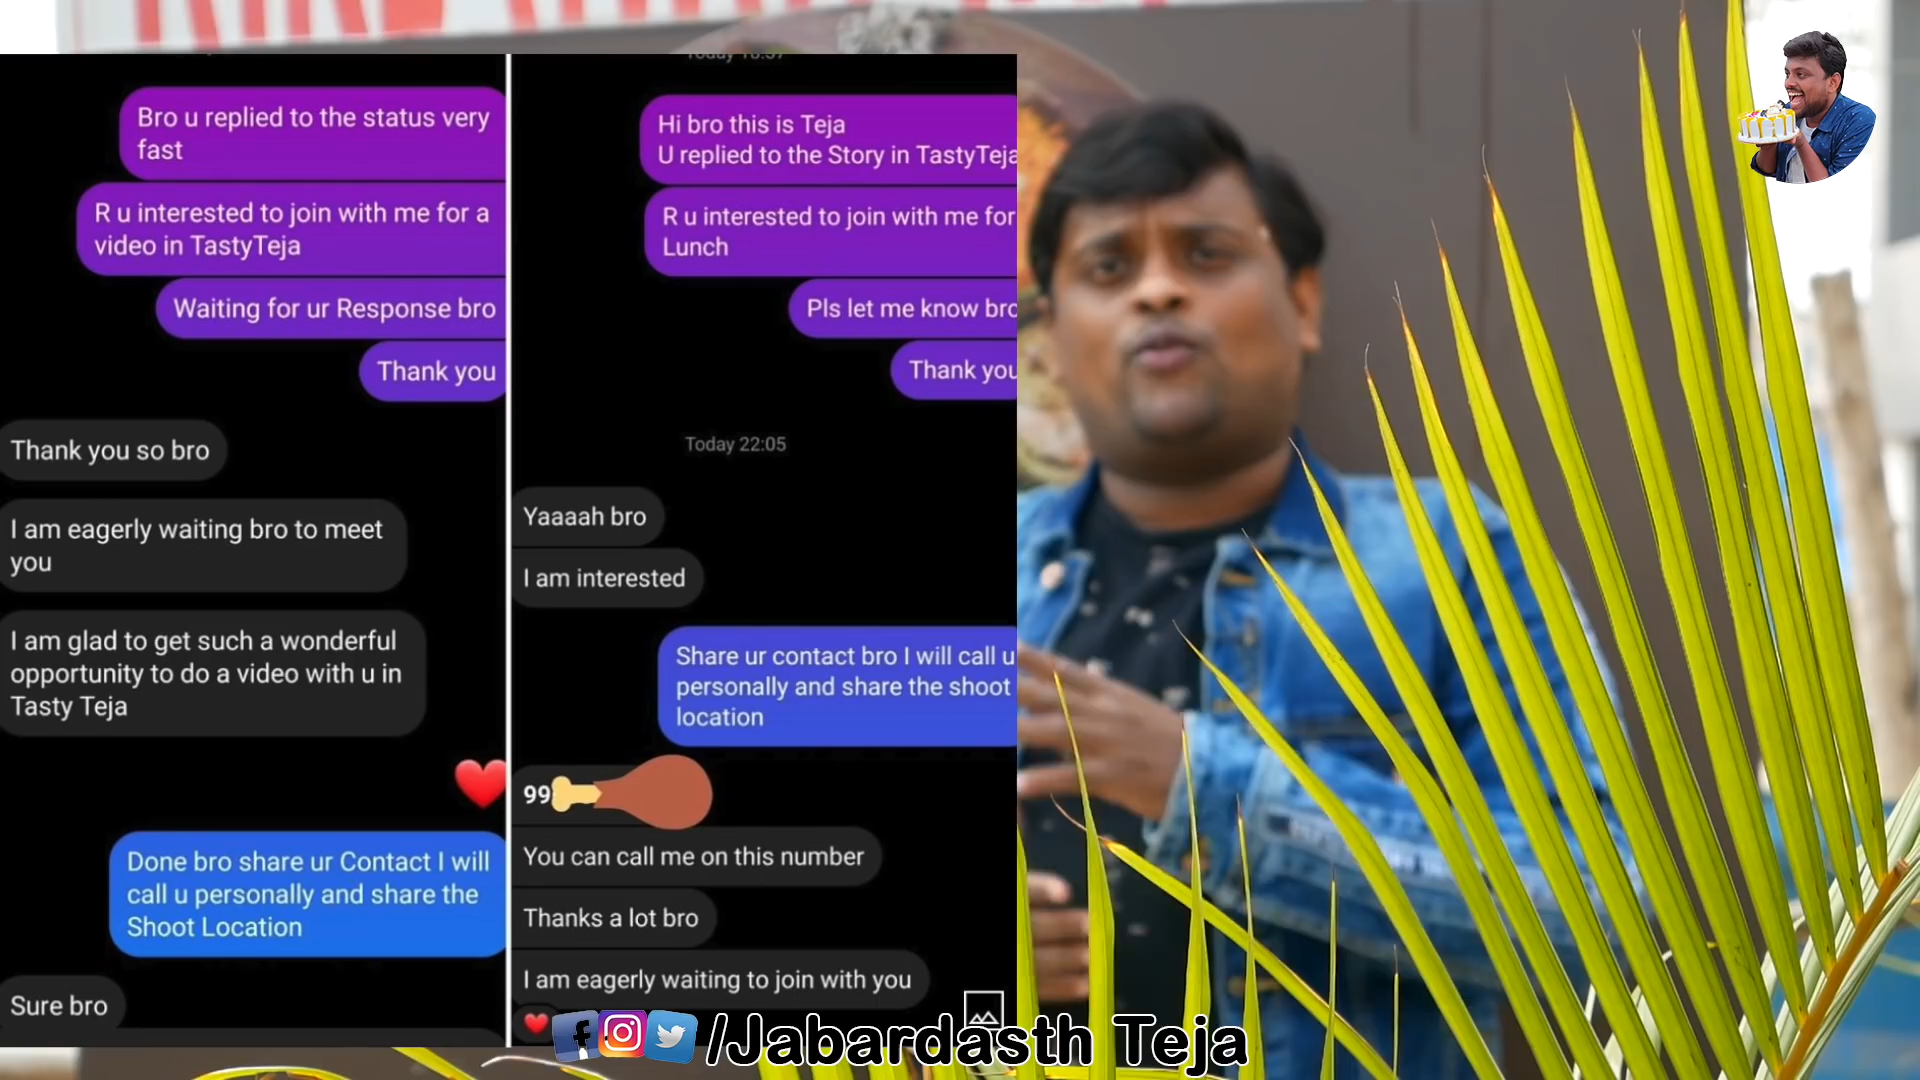 Bro u replied to the status very
fast
R u interested to join with me for a
video in TastyTeja
Waiting for ur Response bro
Thank you
Thank you so bro
I am eagerly waiting bro to meet
you
I am glad to get such a wonderful
opportunity to do a video with u in
Tasty Teja
Done bro share ur Contact I will
call u personally and share the
Shoot Location
Sure bro
Hi bro this is Teja
U replied to the Story in TastyTeja
R u interested to join with me for
Lunch
Pls let me know bro
Thank you
Today 22:05
Yaaaah bro
I am interested
Share ur contact bro I will call u
personally and share the shoot
location
99
You can call me on this number
Thanks a lot bro
I am eagerly waiting to join with you
/Jabardasth Teja